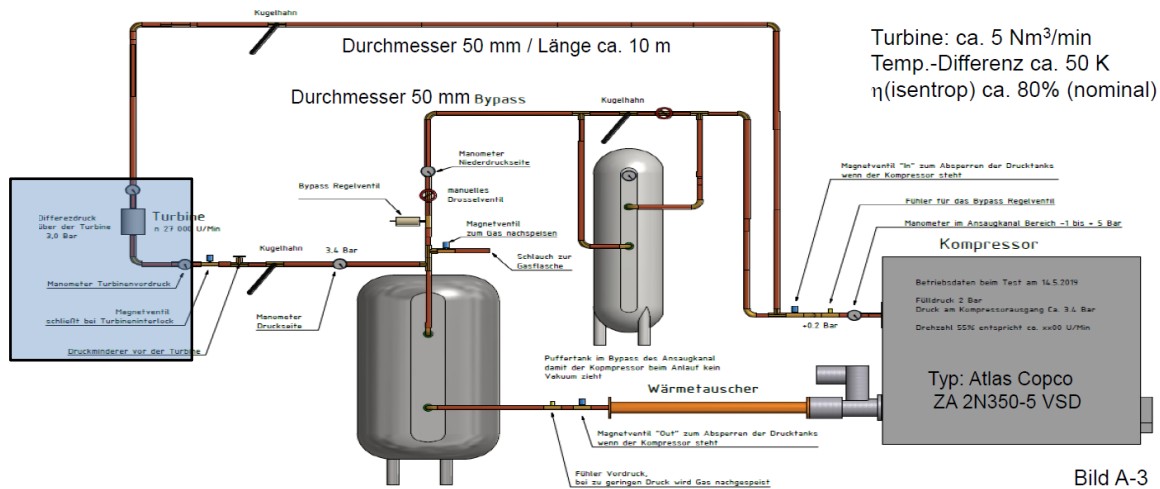 Kugelhahn
Durchmesser 50 mm / Länge ca. 10 m
Turbine: ca. 5 Nm³/min
Temp.-Differenz ca. 50 K
η(isentrop) ca. 80% (nominal)
Durchmesser 50 mm
Bypass
Kugelhahn
Manometer
Niederdruckseite
Bypass Regelventil
manuelles
Drosselventil
Magnetventil
zum Gas nachspeisen
Schlauch zur
Gasflasche
Magnetventil "In" zum Absperren der Drucktanks
wenn der Kompressor steht
Fühler für das Bypass Regelventil
Manometer im Ansaugkanal Bereich -1 bis + 5 Bar
Differezdruck
über der Turbine
3,0 Bar
Turbine
n 27 000 U/Min
Kugelhahn
3.4 Bar
Manometer Turbinenvordruck
Magnetventil
schließt bei Turbineninterlock
Druckminderer vor der Turbine
Manometer
Druckseite
+0.2 Bar
Kompressor
Betriebsdaten beim Test am 14.5.2019
Fülldruck 2 Bar
Druck am Kompressorausgang Ca. 3.4 Bar
Drehzahl 55% entspricht ca. xx00 U/Min
Typ: Atlas Copco
ZA 2N350-5 VSD
Puffertank im Bypass des Ansaugkanal
damit der Kopmpressor beim Anlauf kein
Vakuum zieht
Wärmetauscher
Magnetventil "Out" zum Absperren der Drucktanks
wenn der Kompressor steht
Fühler Vordruck,
bei zu geringen Druck wird Gas nachgespeist
Bild A-3